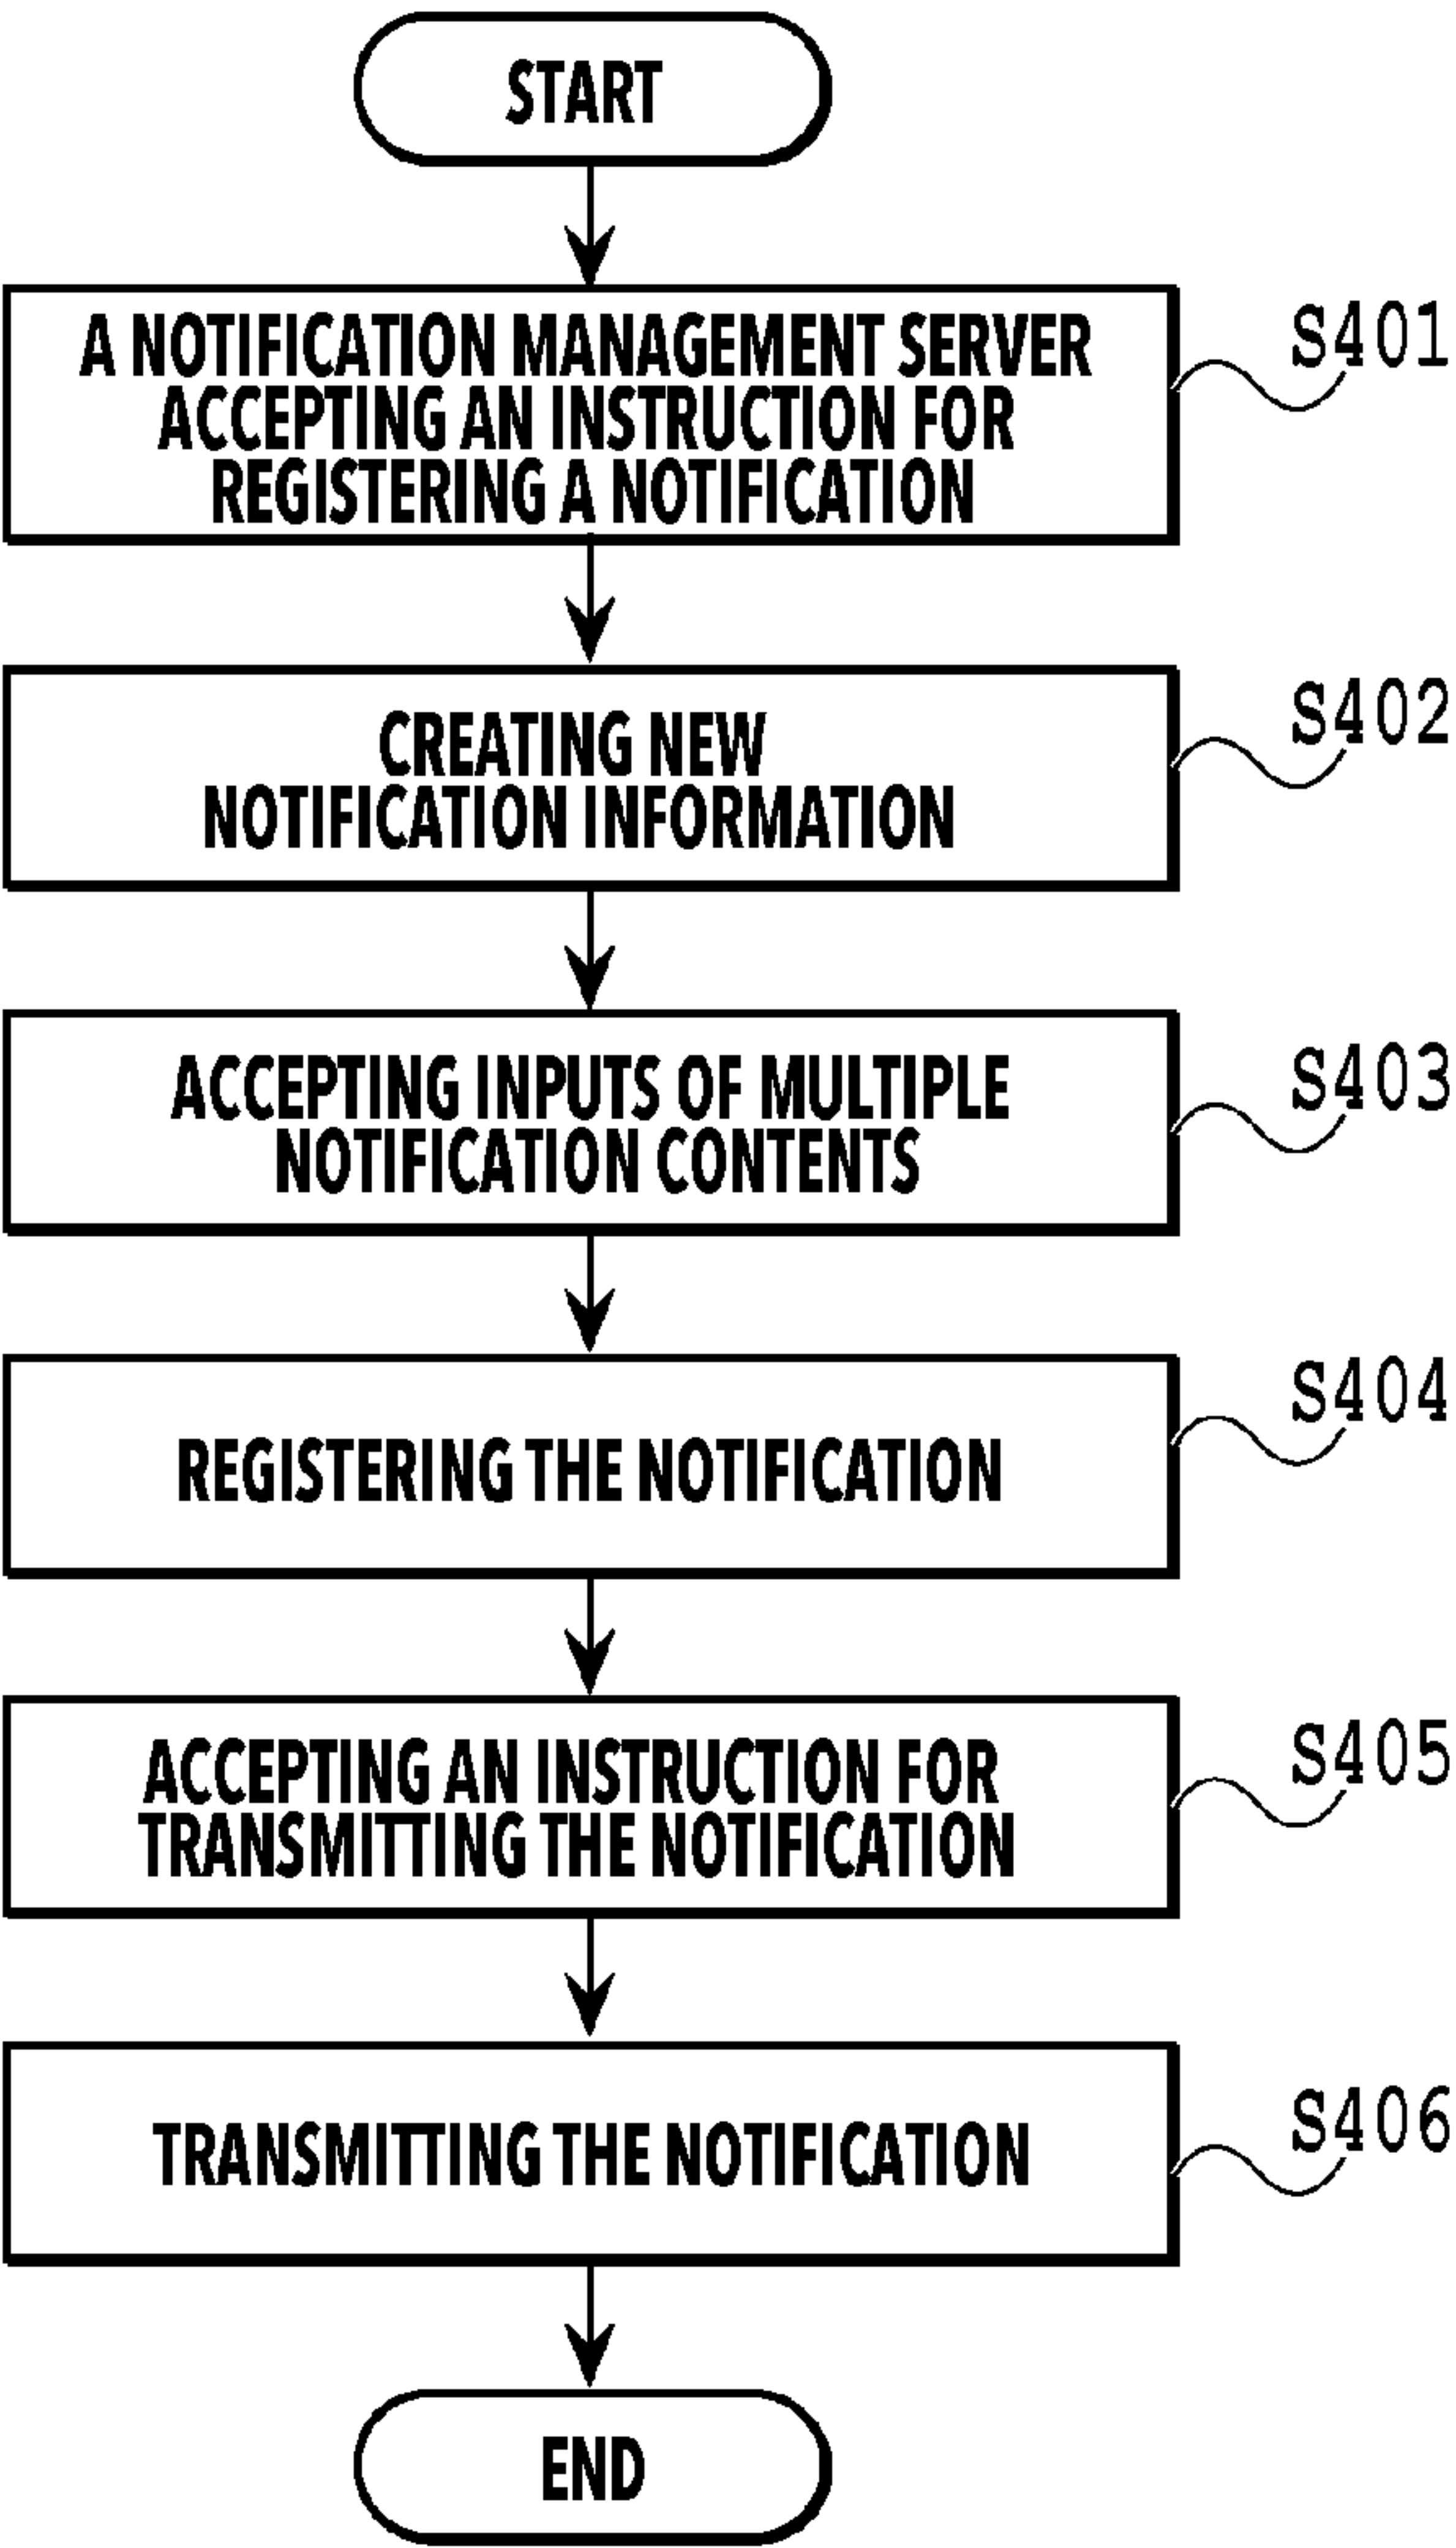 START
A NOTIFICATION MANAGEMENT SERVER
ACCEPTING AN INSTRUCTION FOR
REGISTERING A NOTIFICATION
S401
CREATING NEW
NOTIFICATION INFORMATION
S402
ACCEPTING INPUTS OF MULTIPLE
NOTIFICATION CONTENTS
S403
REGISTERING THE NOTIFICATION
S404
ACCEPTING AN INSTRUCTION FOR
TRANSMITTING THE NOTIFICATION
S405
TRANSMITTING THE NOTIFICATION
S406
END